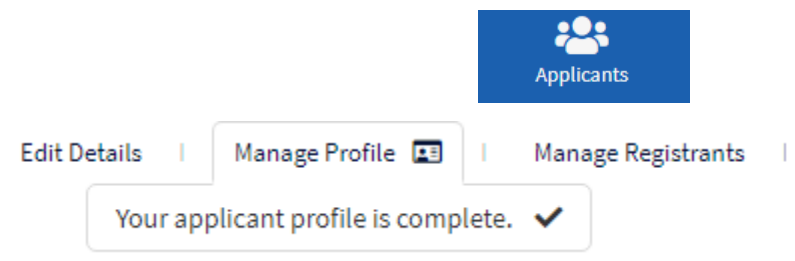 Applicants
Edit Details | Manage Profile | Manage Registrants |
Your applicant profile is complete.